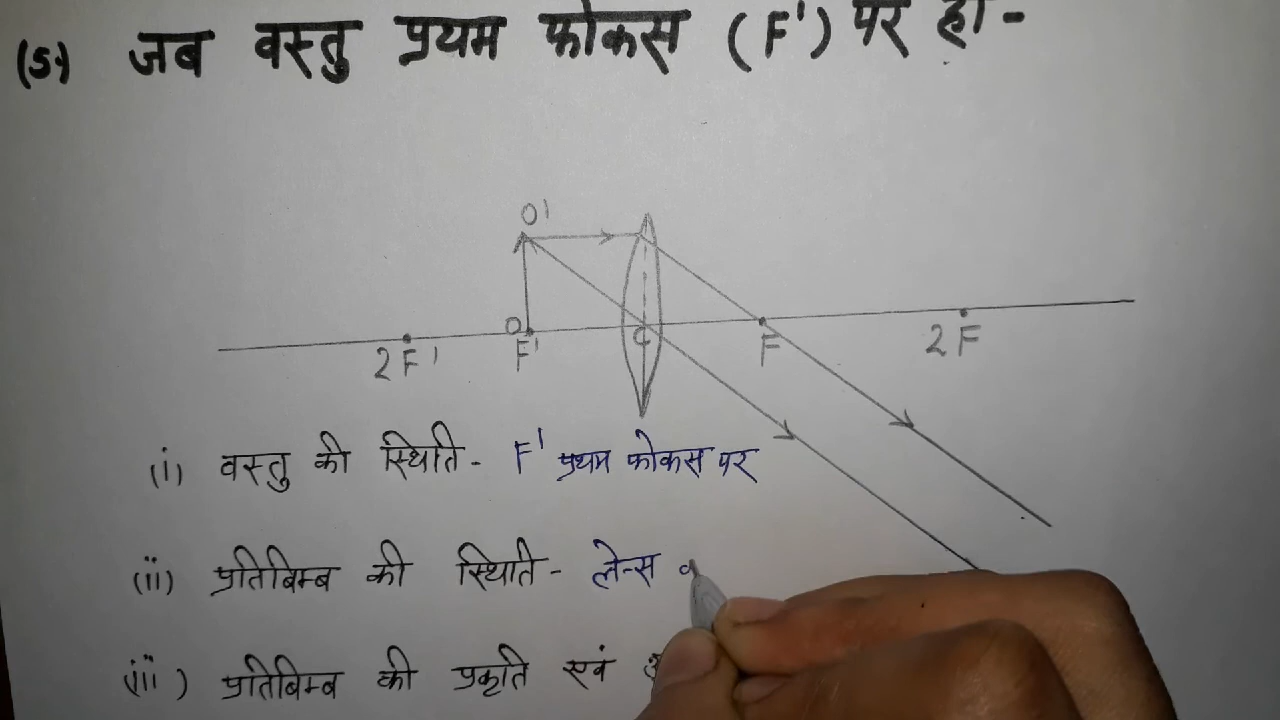 (5.) जब वस्तु प्रथम फोकस (F') पर हो -
O'
O
2F' F' C F 2F
(i) वस्तु की स्थिति - F' प्रथम फोकस पर
(ii) प्रतिबिम्ब की स्थिति - लेन्स
(iii) प्रतिबिम्ब की प्रकृति एवं